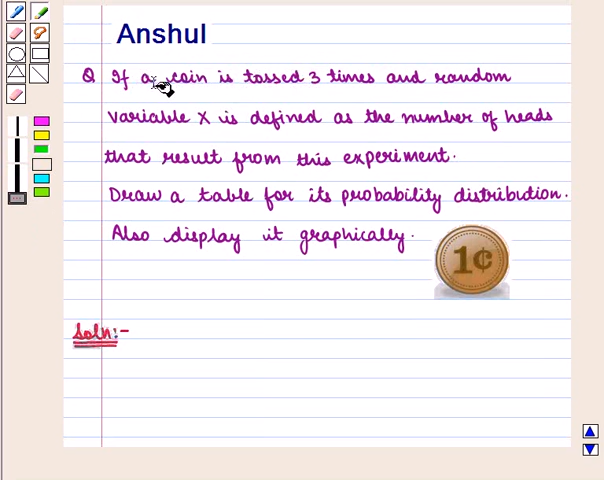 Anshul
Q If a coin is tossed 3 times and random
variable X is defined as the number of heads
that result from this experiment.
Draw a table for its probability distribution.
Also display it graphically.
1¢
Soln:-